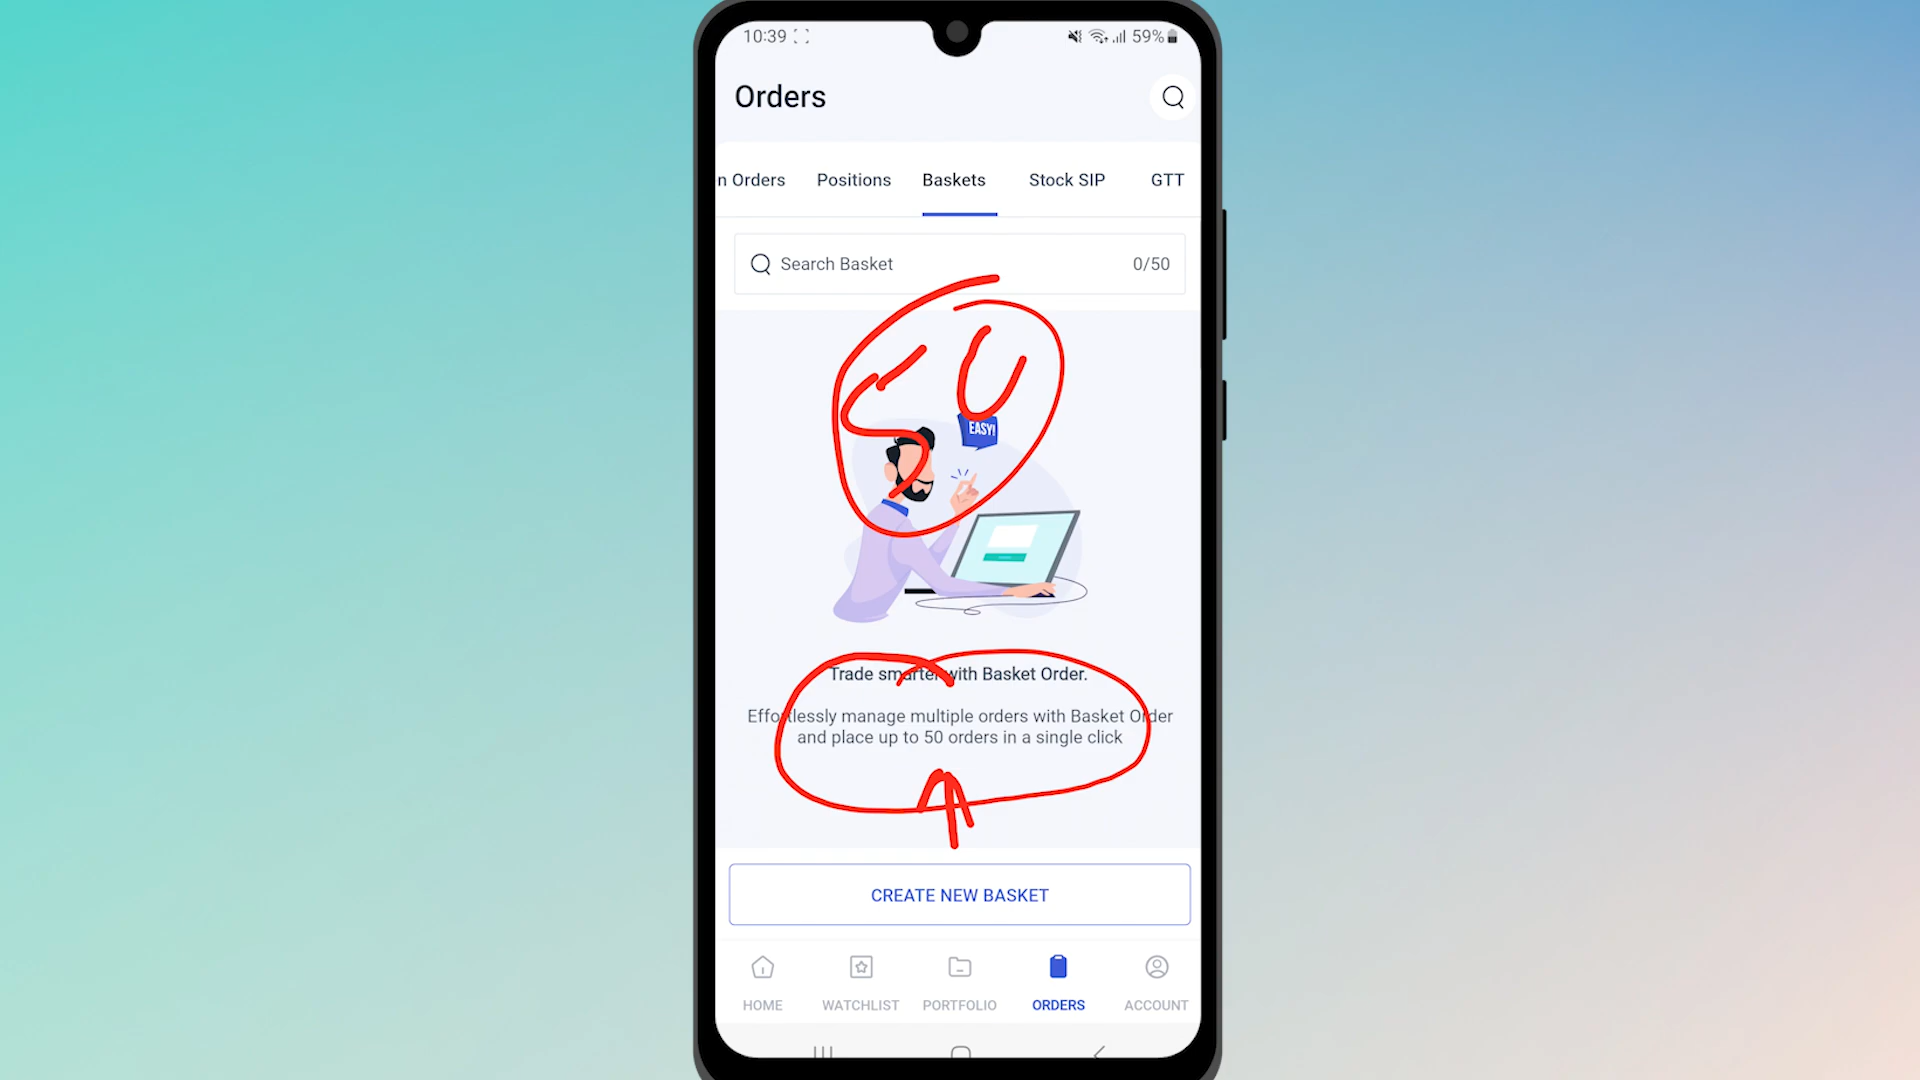 10:39 59%
Orders
n Orders Positions Baskets Stock SIP GTT
Search Basket 0/50
50
EASY!
Trade smarter with Basket Order.
Effortlessly manage multiple orders with Basket Order
and place up to 50 orders in a single click
CREATE NEW BASKET
HOME WATCHLIST PORTFOLIO ORDERS ACCOUNT